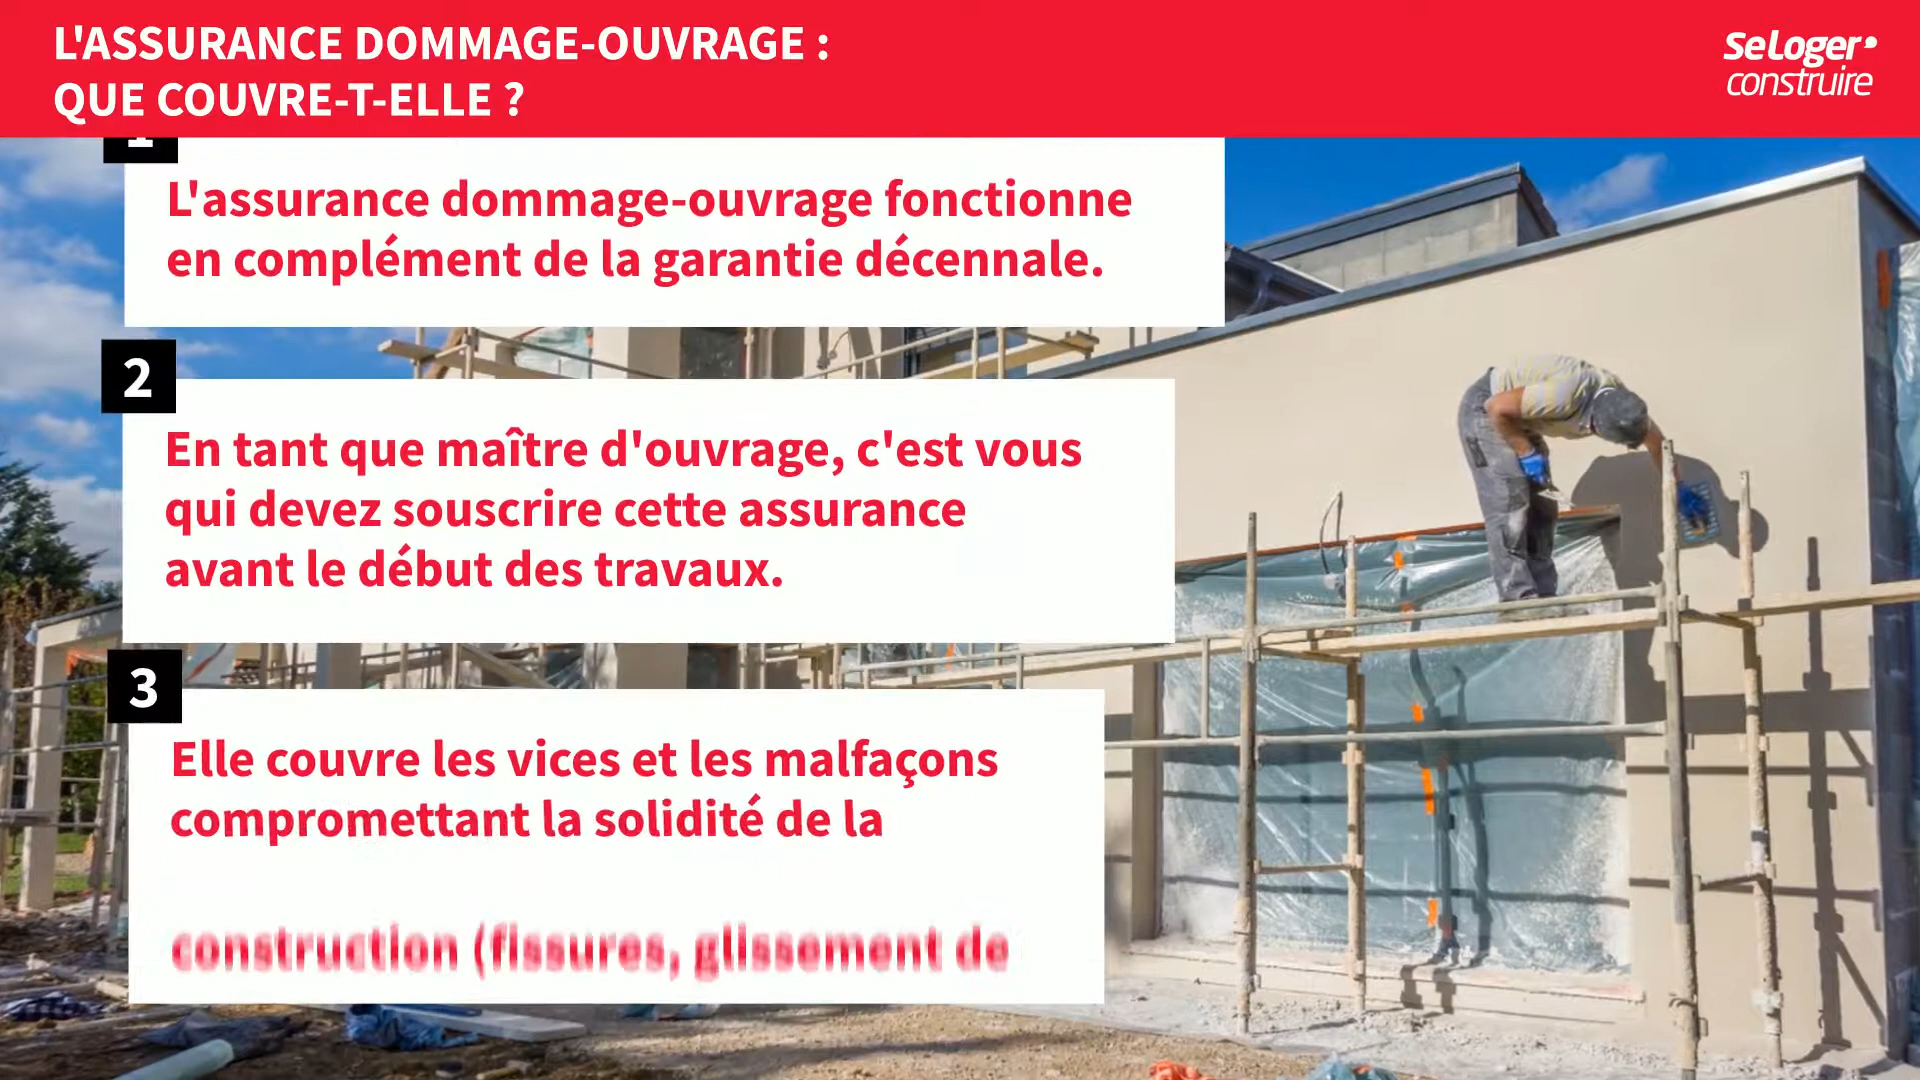 L'ASSURANCE DOMMAGE-OUVRAGE :
QUE COUVRE-T-ELLE ?
SeLoger
construire
1
L'assurance dommage-ouvrage fonctionne
en complément de la garantie décennale.
2
En tant que maître d'ouvrage, c'est vous
qui devez souscrire cette assurance
avant le début des travaux.
3
Elle couvre les vices et les malfaçons
compromettant la solidité de la
construction (fissures, glissement de